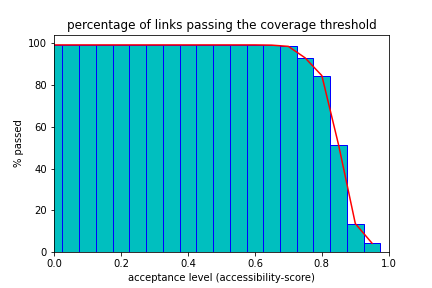 percentage of links passing the coverage threshold
100
80
60
40
20
0
% passed
0.0 0.2 0.4 0.6 0.8 1.0
acceptance level (accessibility-score)